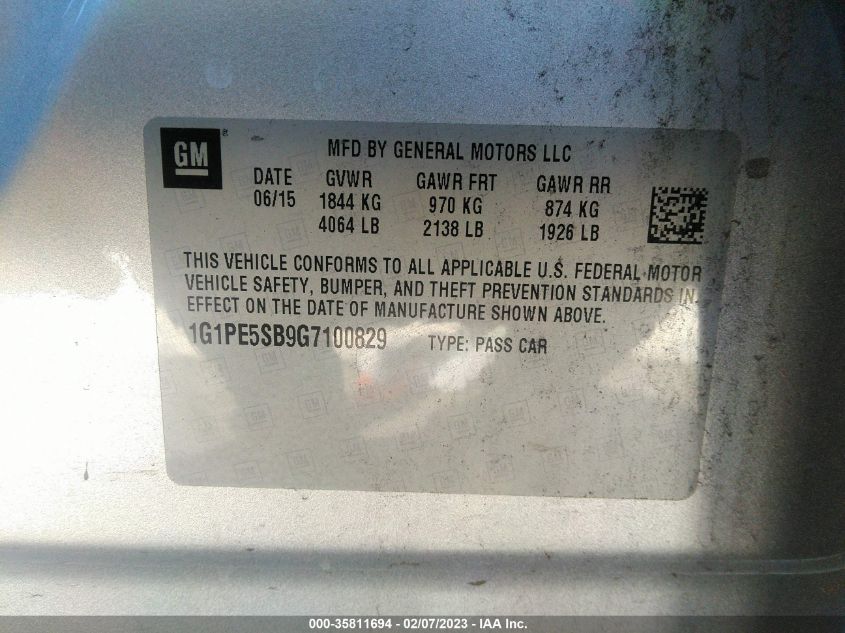 GM
MFD BY GENERAL MOTORS LLC
DATE GVWR GAWR FRT GAWR RR
06/15 1844 KG 970 KG 874 KG
4064 LB 2138 LB 1926 LB
THIS VEHICLE CONFORMS TO ALL APPLICABLE U.S. FEDERAL MOTOR
VEHICLE SAFETY, BUMPER, AND THEFT PREVENTION STANDARDS IN
EFFECT ON THE DATE OF MANUFACTURE SHOWN ABOVE.
1G1PE5SB9G7100829 TYPE: PASS CAR
000-35811694 - 02/07/2023 - IAA Inc.